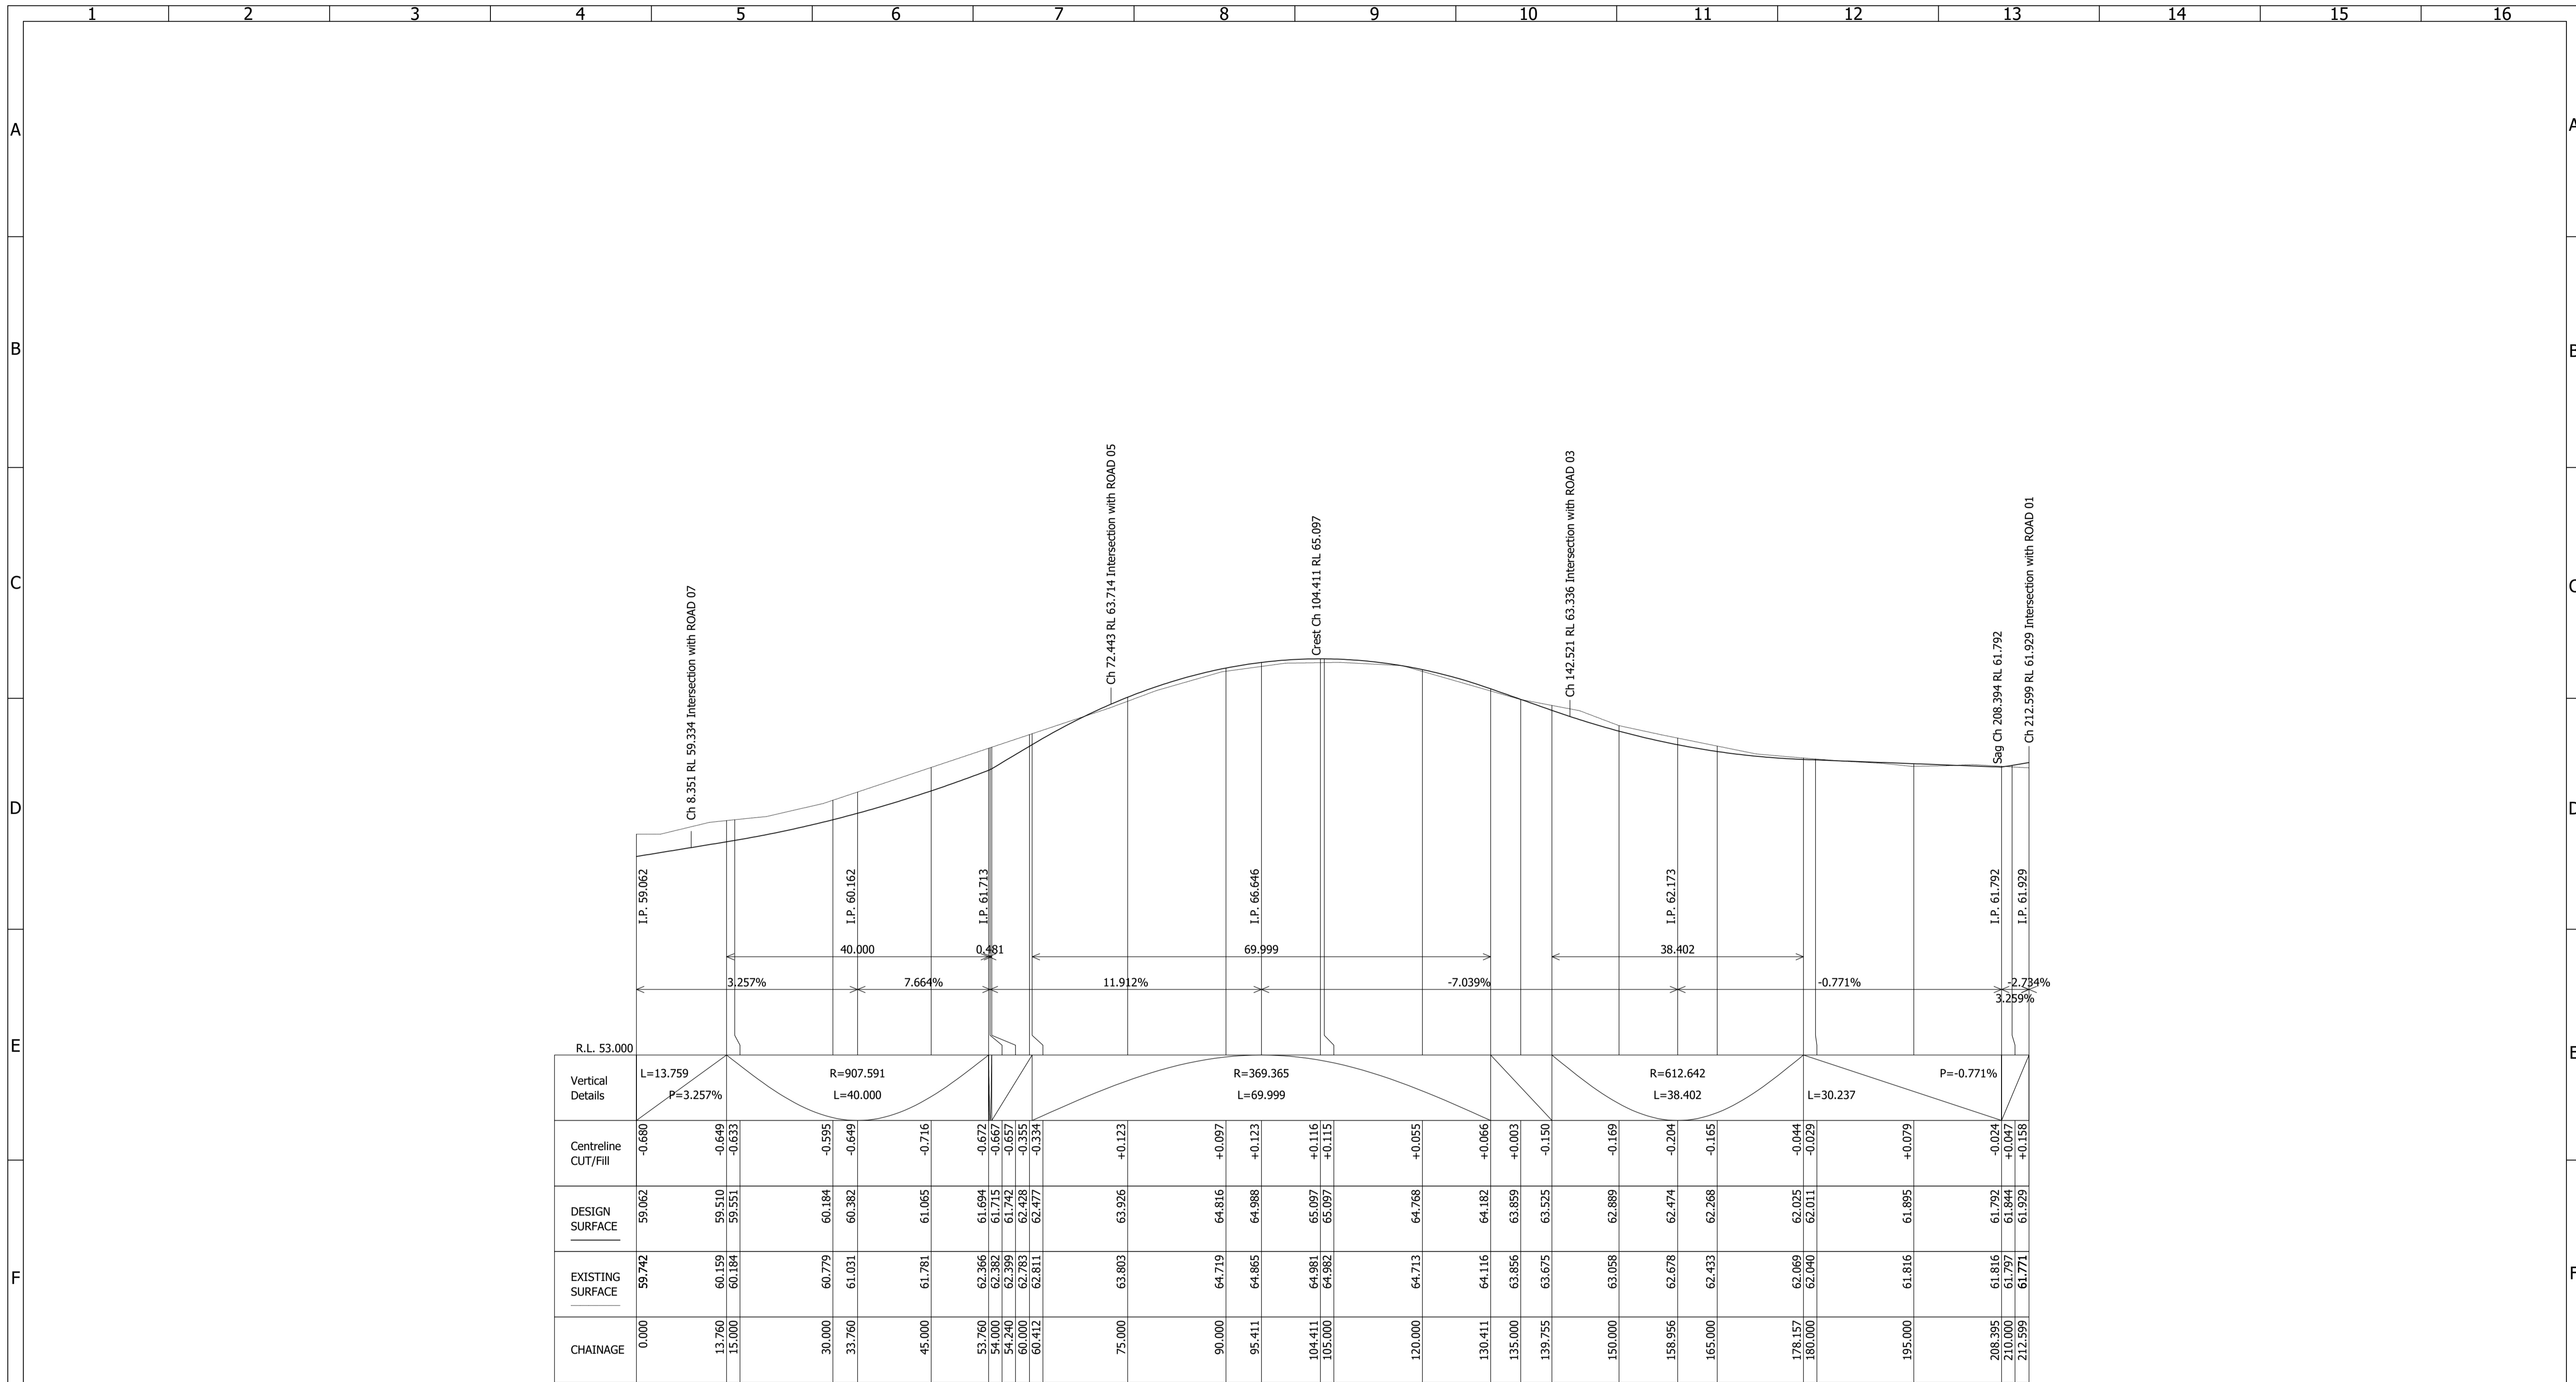 1 2 3 4 5 6 7 8 9 10 11 12 13 14 15 16
A A
B B
C C
D D
E E
F F
Ch 8.351 RL 59.334 Intersection with ROAD 07
Ch 72.443 RL 63.714 Intersection with ROAD 05
Crest Ch 104.411 RL 65.097
Ch 142.521 RL 63.336 Intersection with ROAD 03
Sag Ch 208.394 RL 61.792
Ch 212.599 RL 61.929 Intersection with ROAD 01
I.P. 59.062 I.P. 60.162 I.P. 61.713 I.P. 66.646 I.P. 62.173 I.P. 61.792 I.P. 61.929
40.000 0.481 69.999 38.402
3.257% 7.664% 11.912% -7.039% -0.771% -2.734%
3.259%
R.L. 53.000
Vertical
Details
L=13.759 R=907.591 R=369.365 R=612.642 P=-0.771%
P=3.257% L=40.000 L=69.999 L=38.402 L=30.237
Centreline
CUT/Fill
-0.680 -0.649 -0.633 -0.595 -0.649 -0.716 -0.672 -0.667 -0.657 -0.355 -0.334 +0.123 +0.097 +0.123 +0.116 +0.115 +0.055 +0.066 +0.003 -0.150 -0.169 -0.204 -0.165 -0.044 -0.029 +0.079 -0.024 +0.047 +0.158
DESIGN
SURFACE
59.062 59.510 59.551 60.184 60.382 61.065 61.694 61.715 61.742 62.428 62.477 63.926 64.816 64.988 65.097 65.097 64.768 64.182 63.859 63.525 62.889 62.474 62.268 62.025 62.011 61.895 61.792 61.844 61.929
EXISTING
SURFACE
59.742 60.159 60.184 60.779 61.031 61.781 62.366 62.382 62.399 62.783 62.811 63.803 64.719 64.865 64.981 64.982 64.713 64.116 63.856 63.675 63.058 62.678 62.433 62.069 62.040 61.816 61.816 61.797 61.771
CHAINAGE
0.000 13.760 15.000 30.000 33.760 45.000 53.760 54.000 54.240 60.000 60.412 75.000 90.000 95.411 104.411 105.000 120.000 130.411 135.000 139.755 150.000 158.956 165.000 178.157 180.000 195.000 208.395 210.000 212.599